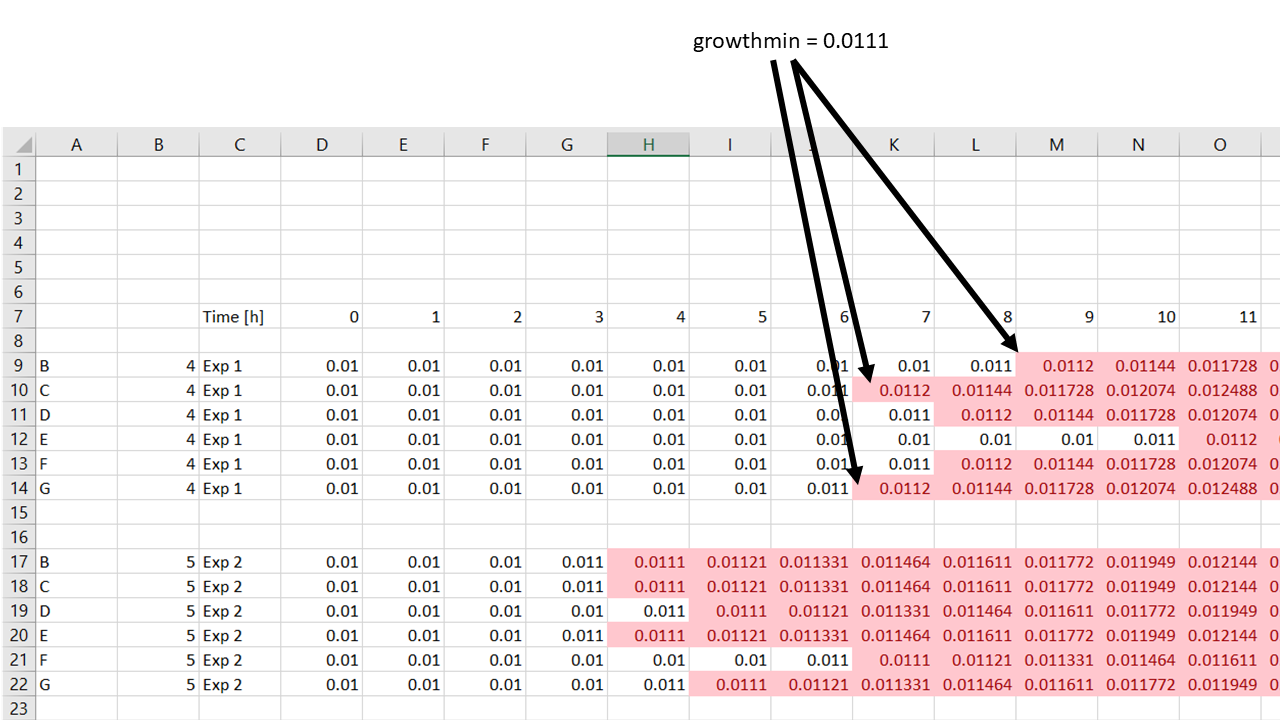 growthmin = 0.0111
A B C D E F G H I J K L M N O
1
2
3
4
5
6
7 Time [h] 0 1 2 3 4 5 6 7 8 9 10 11
8
9 B 4 Exp 1 0.01 0.01 0.01 0.01 0.01 0.01 0.01 0.01 0.011 0.0112 0.01144 0.011728
10 C 4 Exp 1 0.01 0.01 0.01 0.01 0.01 0.01 0.011 0.0112 0.01144 0.011728 0.012074 0.012488
11 D 4 Exp 1 0.01 0.01 0.01 0.01 0.01 0.01 0.01 0.011 0.0112 0.01144 0.011728 0.012074
12 E 4 Exp 1 0.01 0.01 0.01 0.01 0.01 0.01 0.01 0.01 0.01 0.01 0.011 0.0112
13 F 4 Exp 1 0.01 0.01 0.01 0.01 0.01 0.01 0.01 0.011 0.0112 0.01144 0.011728 0.012074
14 G 4 Exp 1 0.01 0.01 0.01 0.01 0.01 0.01 0.011 0.0112 0.01144 0.011728 0.012074 0.012488
15
16
17 B 5 Exp 2 0.01 0.01 0.01 0.011 0.0111 0.01121 0.011331 0.011464 0.011611 0.011772 0.011949 0.012144
18 C 5 Exp 2 0.01 0.01 0.01 0.011 0.0111 0.01121 0.011331 0.011464 0.011611 0.011772 0.011949 0.012144
19 D 5 Exp 2 0.01 0.01 0.01 0.01 0.011 0.0111 0.01121 0.011331 0.011464 0.011611 0.011772 0.011949
20 E 5 Exp 2 0.01 0.01 0.01 0.011 0.0111 0.01121 0.011331 0.011464 0.011611 0.011772 0.011949 0.012144
21 F 5 Exp 2 0.01 0.01 0.01 0.01 0.01 0.01 0.011 0.0111 0.01121 0.011331 0.011464 0.011611
22 G 5 Exp 2 0.01 0.01 0.01 0.01 0.011 0.0111 0.01121 0.011331 0.011464 0.011611 0.011772 0.011949
23